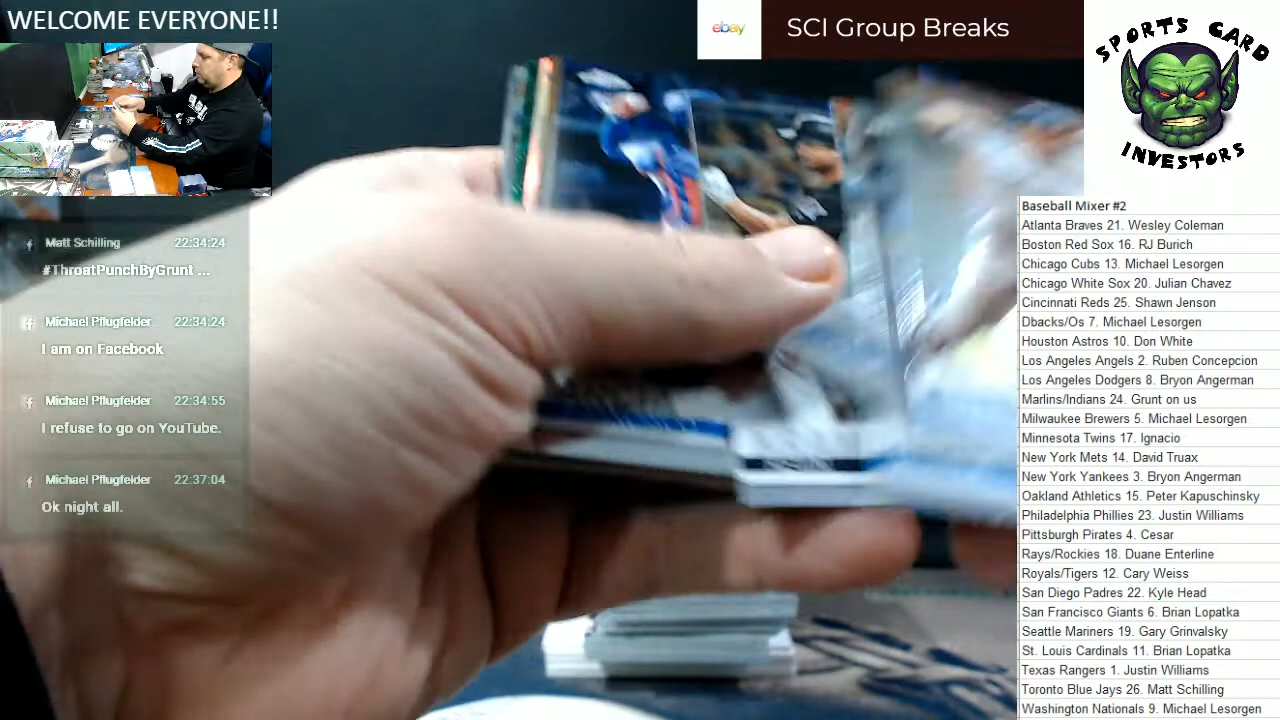 WELCOME EVERYONE!!
ebay
SCI Group Breaks
SPORTS CARD
INVESTORS
Matt Schilling 22:34:24
#ThroatPunchByGrunt ...
Michael Pflugfelder 22:34:24
I am on Facebook
Michael Pflugfelder 22:34:55
I refuse to go on YouTube.
Michael Pflugfelder 22:37:04
Ok night all.
Baseball Mixer #2
Atlanta Braves 21. Wesley Coleman
Boston Red Sox 16. RJ Burich
Chicago Cubs 13. Michael Lesorgen
Chicago White Sox 20. Julian Chavez
Cincinnati Reds 25. Shawn Jenson
Dbacks/Os 7. Michael Lesorgen
Houston Astros 10. Don White
Los Angeles Angels 2. Ruben Concepcion
Los Angeles Dodgers 8. Bryon Angerman
Marlins/Indians 24. Grunt on us
Milwaukee Brewers 5. Michael Lesorgen
Minnesota Twins 17. Ignacio
New York Mets 14. David Truax
New York Yankees 3. Bryon Angerman
Oakland Athletics 15. Peter Kapuschinsky
Philadelphia Phillies 23. Justin Williams
Pittsburgh Pirates 4. Cesar
Rays/Rockies 18. Duane Enterline
Royals/Tigers 12. Cary Weiss
San Diego Padres 22. Kyle Head
San Francisco Giants 6. Brian Lopatka
Seattle Mariners 19. Gary Grinvalsky
St. Louis Cardinals 11. Brian Lopatka
Texas Rangers 1. Justin Williams
Toronto Blue Jays 26. Matt Schilling
Washington Nationals 9. Michael Lesorgen